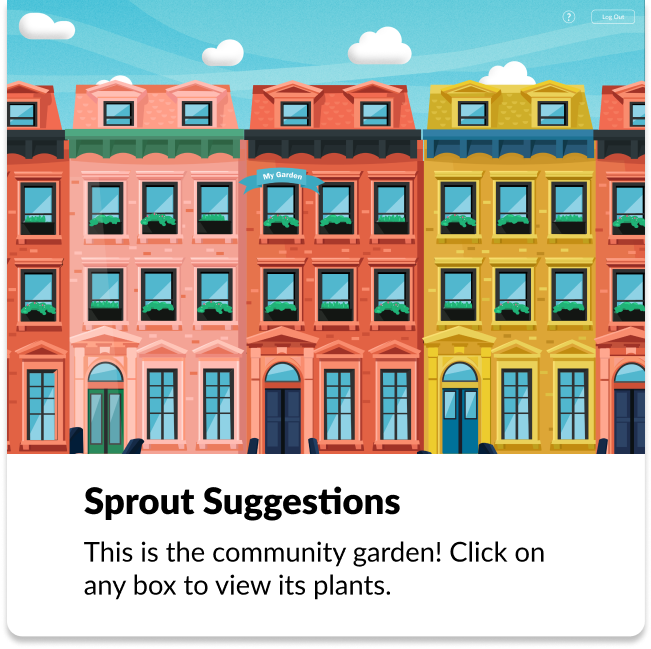 ? Log Out
My Garden
Sprout Suggestions
This is the community garden! Click on
any box to view its plants.